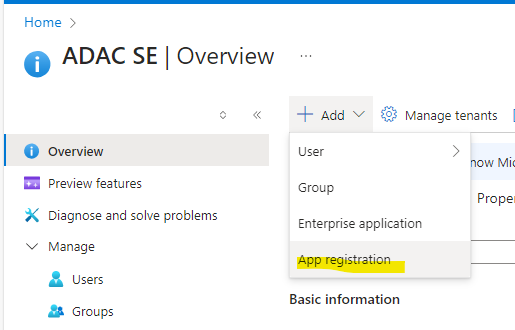 Home
ADAC SE | Overview
Add
Manage tenants
Overview
Preview features
Diagnose and solve problems
Manage
Users
Groups
User
Group
Enterprise application
App registration
now Mic
Proper
Basic information